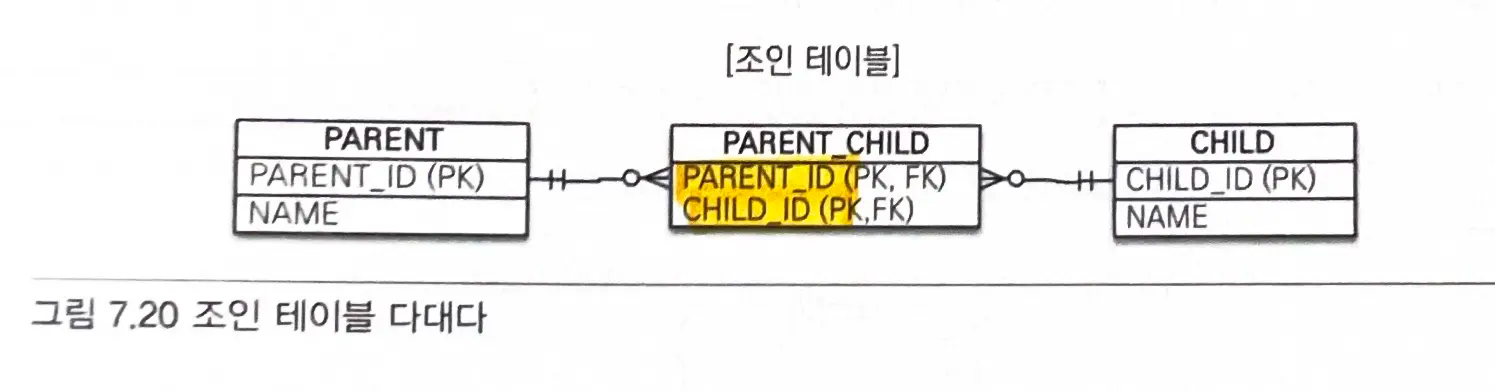 [조인 테이블]
PARENT
PARENT_ID (PK)
NAME
PARENT_CHILD
PARENT_ID (PK, FK)
CHILD_ID (PK,FK)
CHILD
CHILD_ID (PK)
NAME
그림 7.20 조인 테이블 다대다